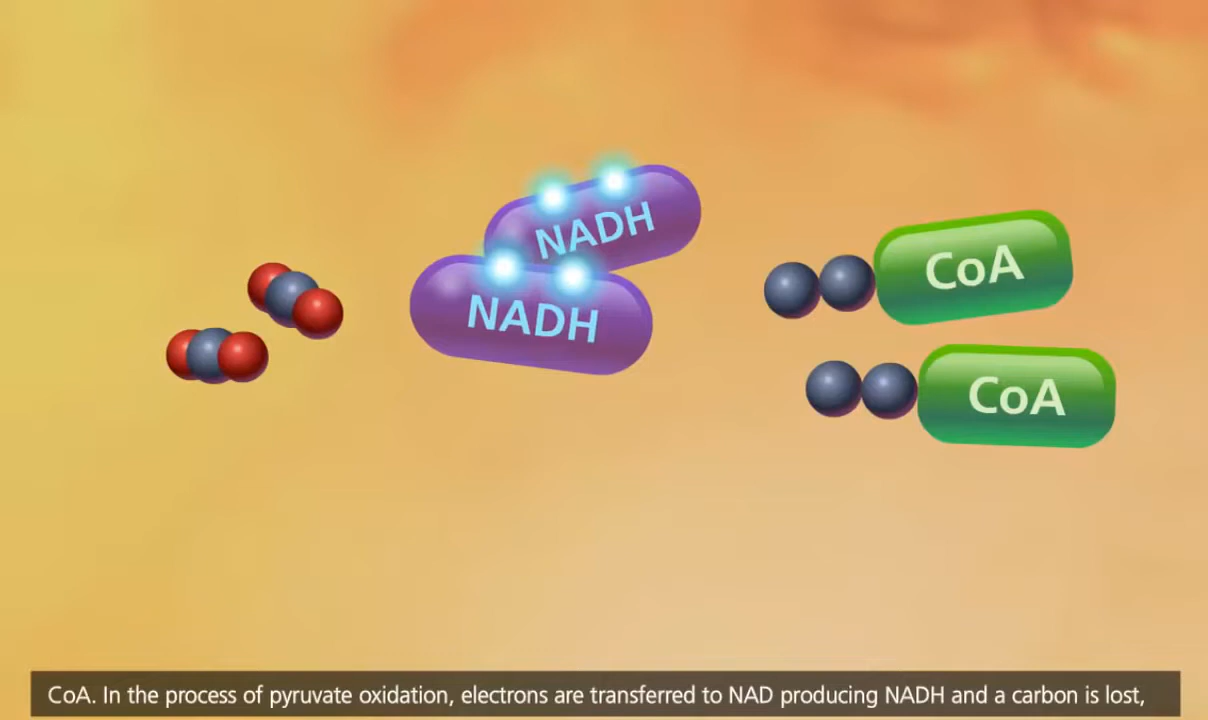 NADH
NADH
CoA
CoA
CoA. In the process of pyruvate oxidation, electrons are transferred to NAD producing NADH and a carbon is lost,